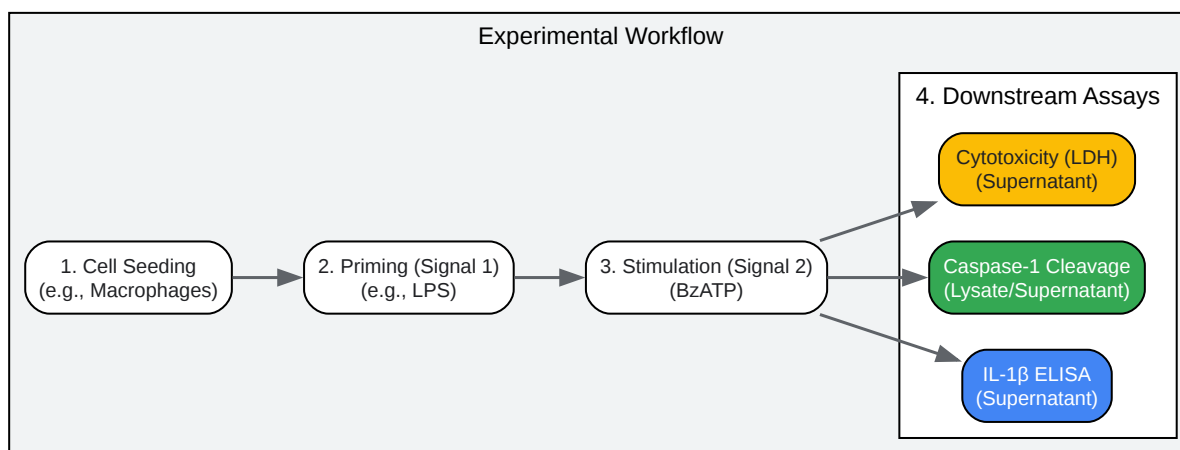 Experimental Workflow
4. Downstream Assays
Cytotoxicity (LDH)
(Supernatant)
1. Cell Seeding
(e.g., Macrophages)
2. Priming (Signal 1)
(e.g., LPS)
3. Stimulation (Signal 2)
(BzATP)
Caspase-1 Cleavage
(Lysate/Supernatant)
IL-1β ELISA
(Supernatant)